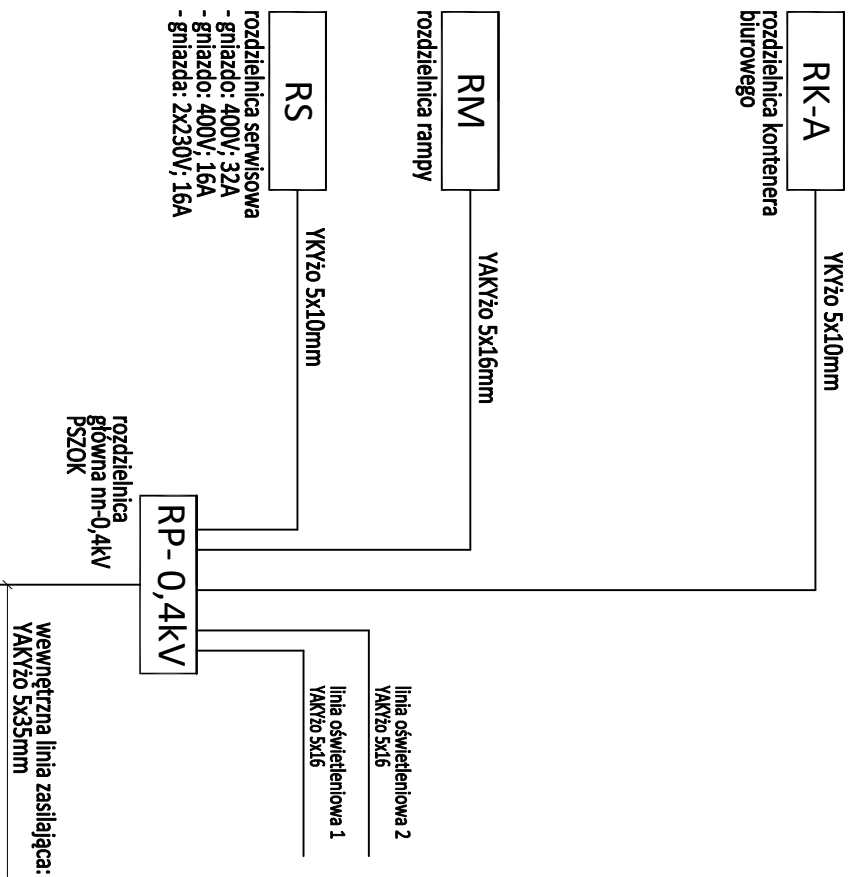 RK-A
rozdzielnica kontenera
biurowego
YKYżo 5x10mm
RM
rozdzielnica rampy
YAKYżo 5x16mm
RS
rozdzielnica serwisowa
- gniazdo: 400V; 32A
- gniazdo: 400V; 16A
- gniazda: 2x230V; 16A
YKYżo 5x10mm
RP-0,4kV
rozdzielnica
główna nn-0,4kV
PSZOK
linia oświetleniowa 2
YAKYżo 5x16
linia oświetleniowa 1
YAKYżo 5x16
wewnętrzna linia zasilająca:
YAKYżo 5x35mm